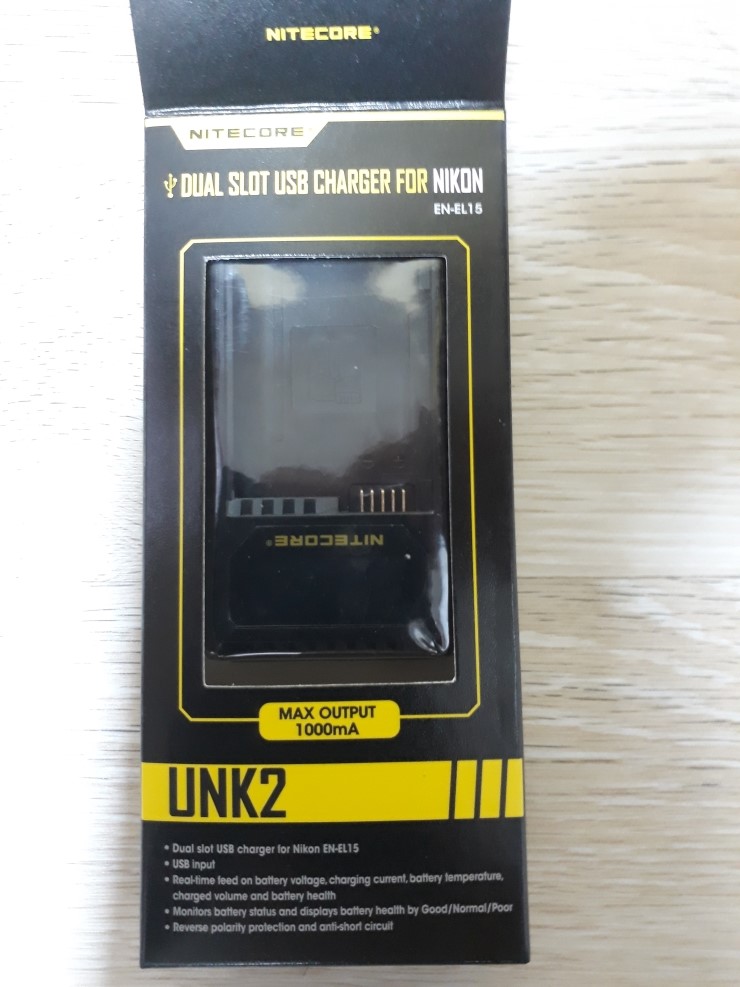 NITECORE®
NITECORE
DUAL SLOT USB CHARGER FOR NIKON
EN-EL15
NITECORE®
MAX OUTPUT
1000mA
UNK2
• Dual slot USB charger for Nikon EN-EL15
• USB input
• Real-time feed on battery voltage, charging current, battery temperature,
charged volume and battery health
• Monitors battery status and displays battery health by Good/Normal/Poor
• Reverse polarity protection and anti-short circuit